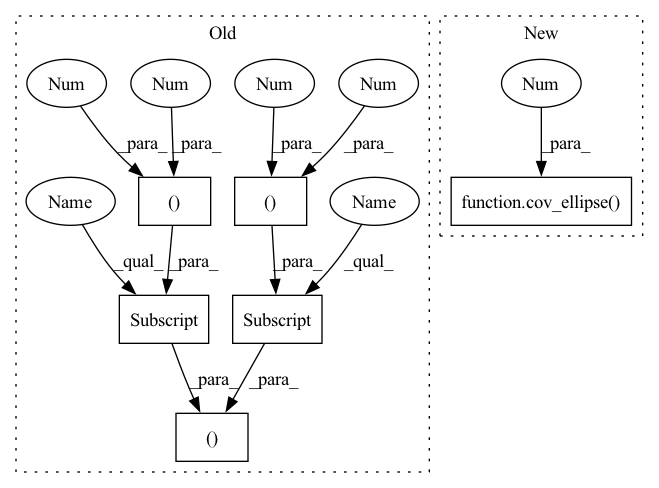 Old
New
Num
Num
Num
Num
Num
_para_
_para_
_para_
_para_
_para_
Name
()
()
Name
function.cov_ellipse()
_qual_
_para_
_para_
_qual_
Subscript
Subscript
_para_
_para_
()